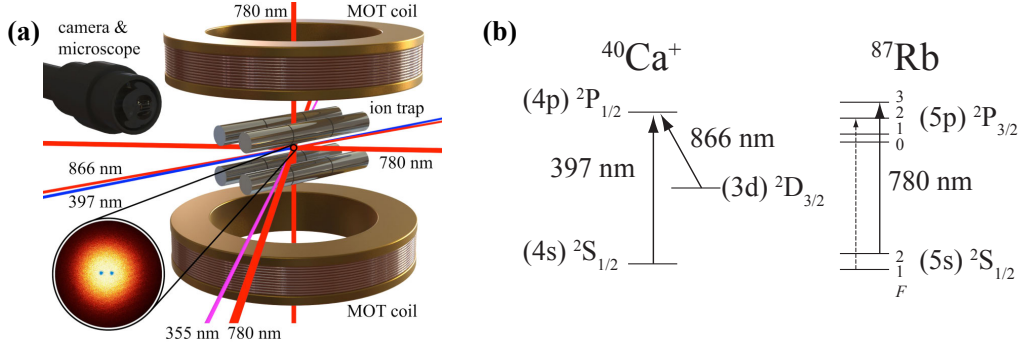 (a)
780 nm
MOT coil
camera &
microscope
ion trap
866 nm
780 nm
397 nm
355 nm
780 nm
MOT coil
(b)
⁴⁰Ca⁺
⁸⁷Rb
(4p) ²P₁/₂
397 nm
866 nm
(3d) ²D₃/₂
(4s) ²S₁/₂
3
2
1
0
(5p) ²P₃/₂
780 nm
2
1
F
(5s) ²S₁/₂